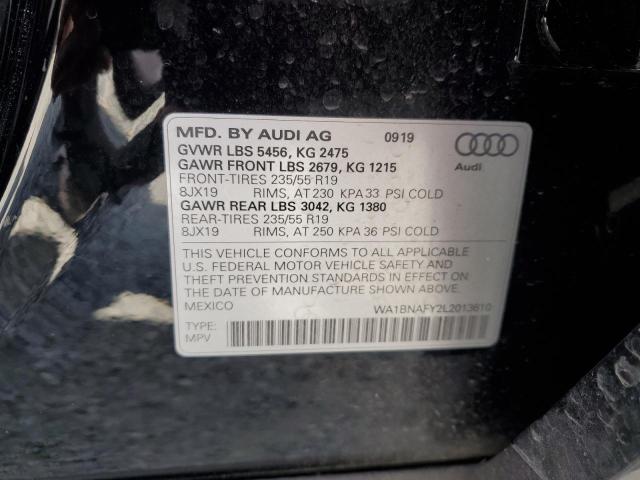 MFD. BY AUDI AG 0919
GVWR LBS 5456, KG 2475
GAWR FRONT LBS 2679, KG 1215
FRONT-TIRES 235/55 R19
8JX19 RIMS, AT 230 KPA 33 PSI COLD
GAWR REAR LBS 3042, KG 1380
REAR-TIRES 235/55 R19
8JX19 RIMS, AT 250 KPA 36 PSI COLD
Audi
THIS VEHICLE CONFORMS TO ALL APPLICABLE
U.S. FEDERAL MOTOR VEHICLE SAFETY AND
THEFT PREVENTION STANDARDS IN EFFECT ON
THE DATE OF MANUFACTURE SHOWN ABOVE.
MEXICO WA1BNAFY2L2013610
TYPE:
MPV